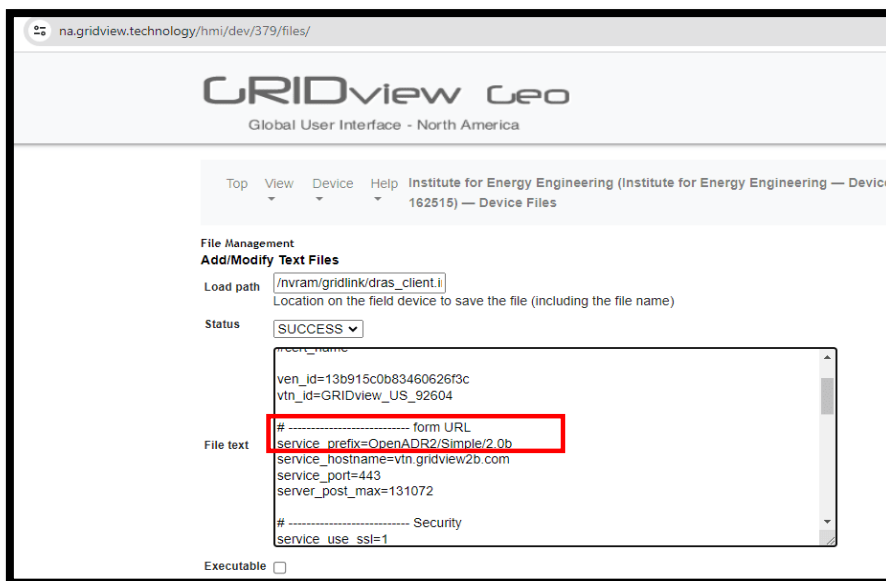 na.gridview.technology/hmi/dev/379/files/
GRIDview Geo
Global User Interface - North America
Top View Device Help Institute for Energy Engineering (Institute for Energy Engineering — Device
162515) — Device Files
File Management
Add/Modify Text Files
Load path /nvram/gridlink/dras_client.i
Location on the field device to save the file (including the file name)
Status SUCCESS
ven_id=13b915c0b83460626f3c
vtn_id=GRIDview_US_92604
# --------------------------- form URL
File text service_prefix=OpenADR2/Simple/2.0b
service_hostname=vtn.gridview2b.com
service_port=443
server_post_max=131072
# --------------------------- Security
service_use_ssl=1
Executable